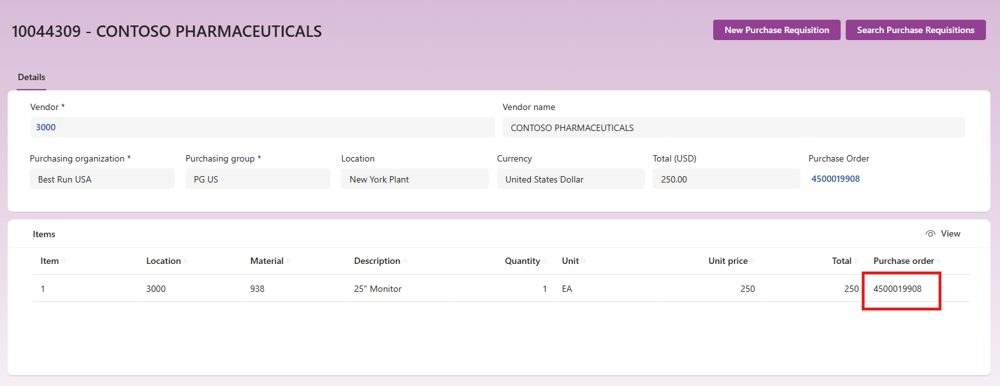 10044309 - CONTOSO PHARMACEUTICALS
New Purchase Requisition
Search Purchase Requisitions
Details
Vendor *
Vendor name
3000
CONTOSO PHARMACEUTICALS
Purchasing organization *
Purchasing group *
Location
Currency
Total (USD)
Purchase Order
Best Run USA
PG US
New York Plant
United States Dollar
250.00
4500019908
Items
View
Item Location Material Description Quantity Unit Unit price Total Purchase order
1 3000 938 25" Monitor 1 EA 250 250 4500019908